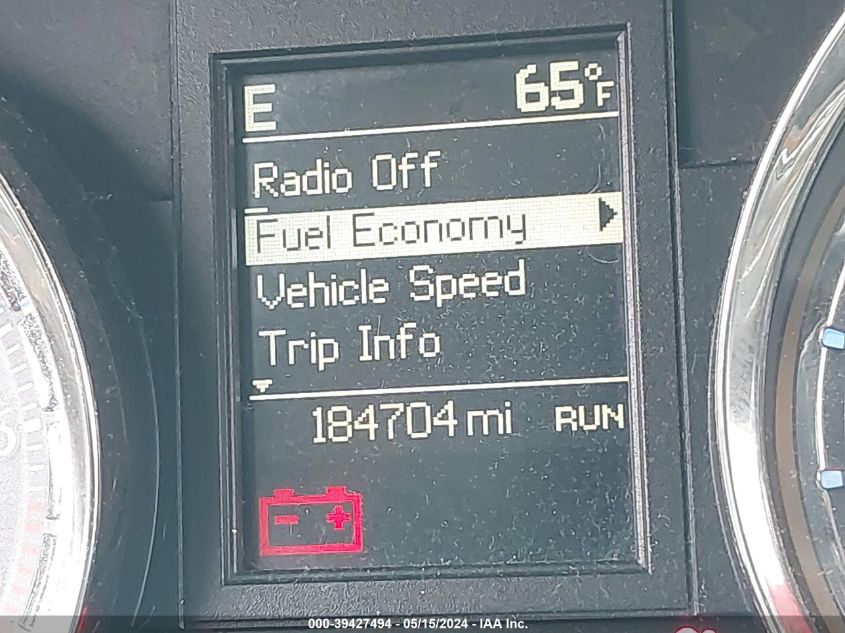 E 65°F
Radio Off
Fuel Economy
Vehicle Speed
Trip Info
184704 mi RUN
000-39427494 - 05/15/2024 - IAA Inc.